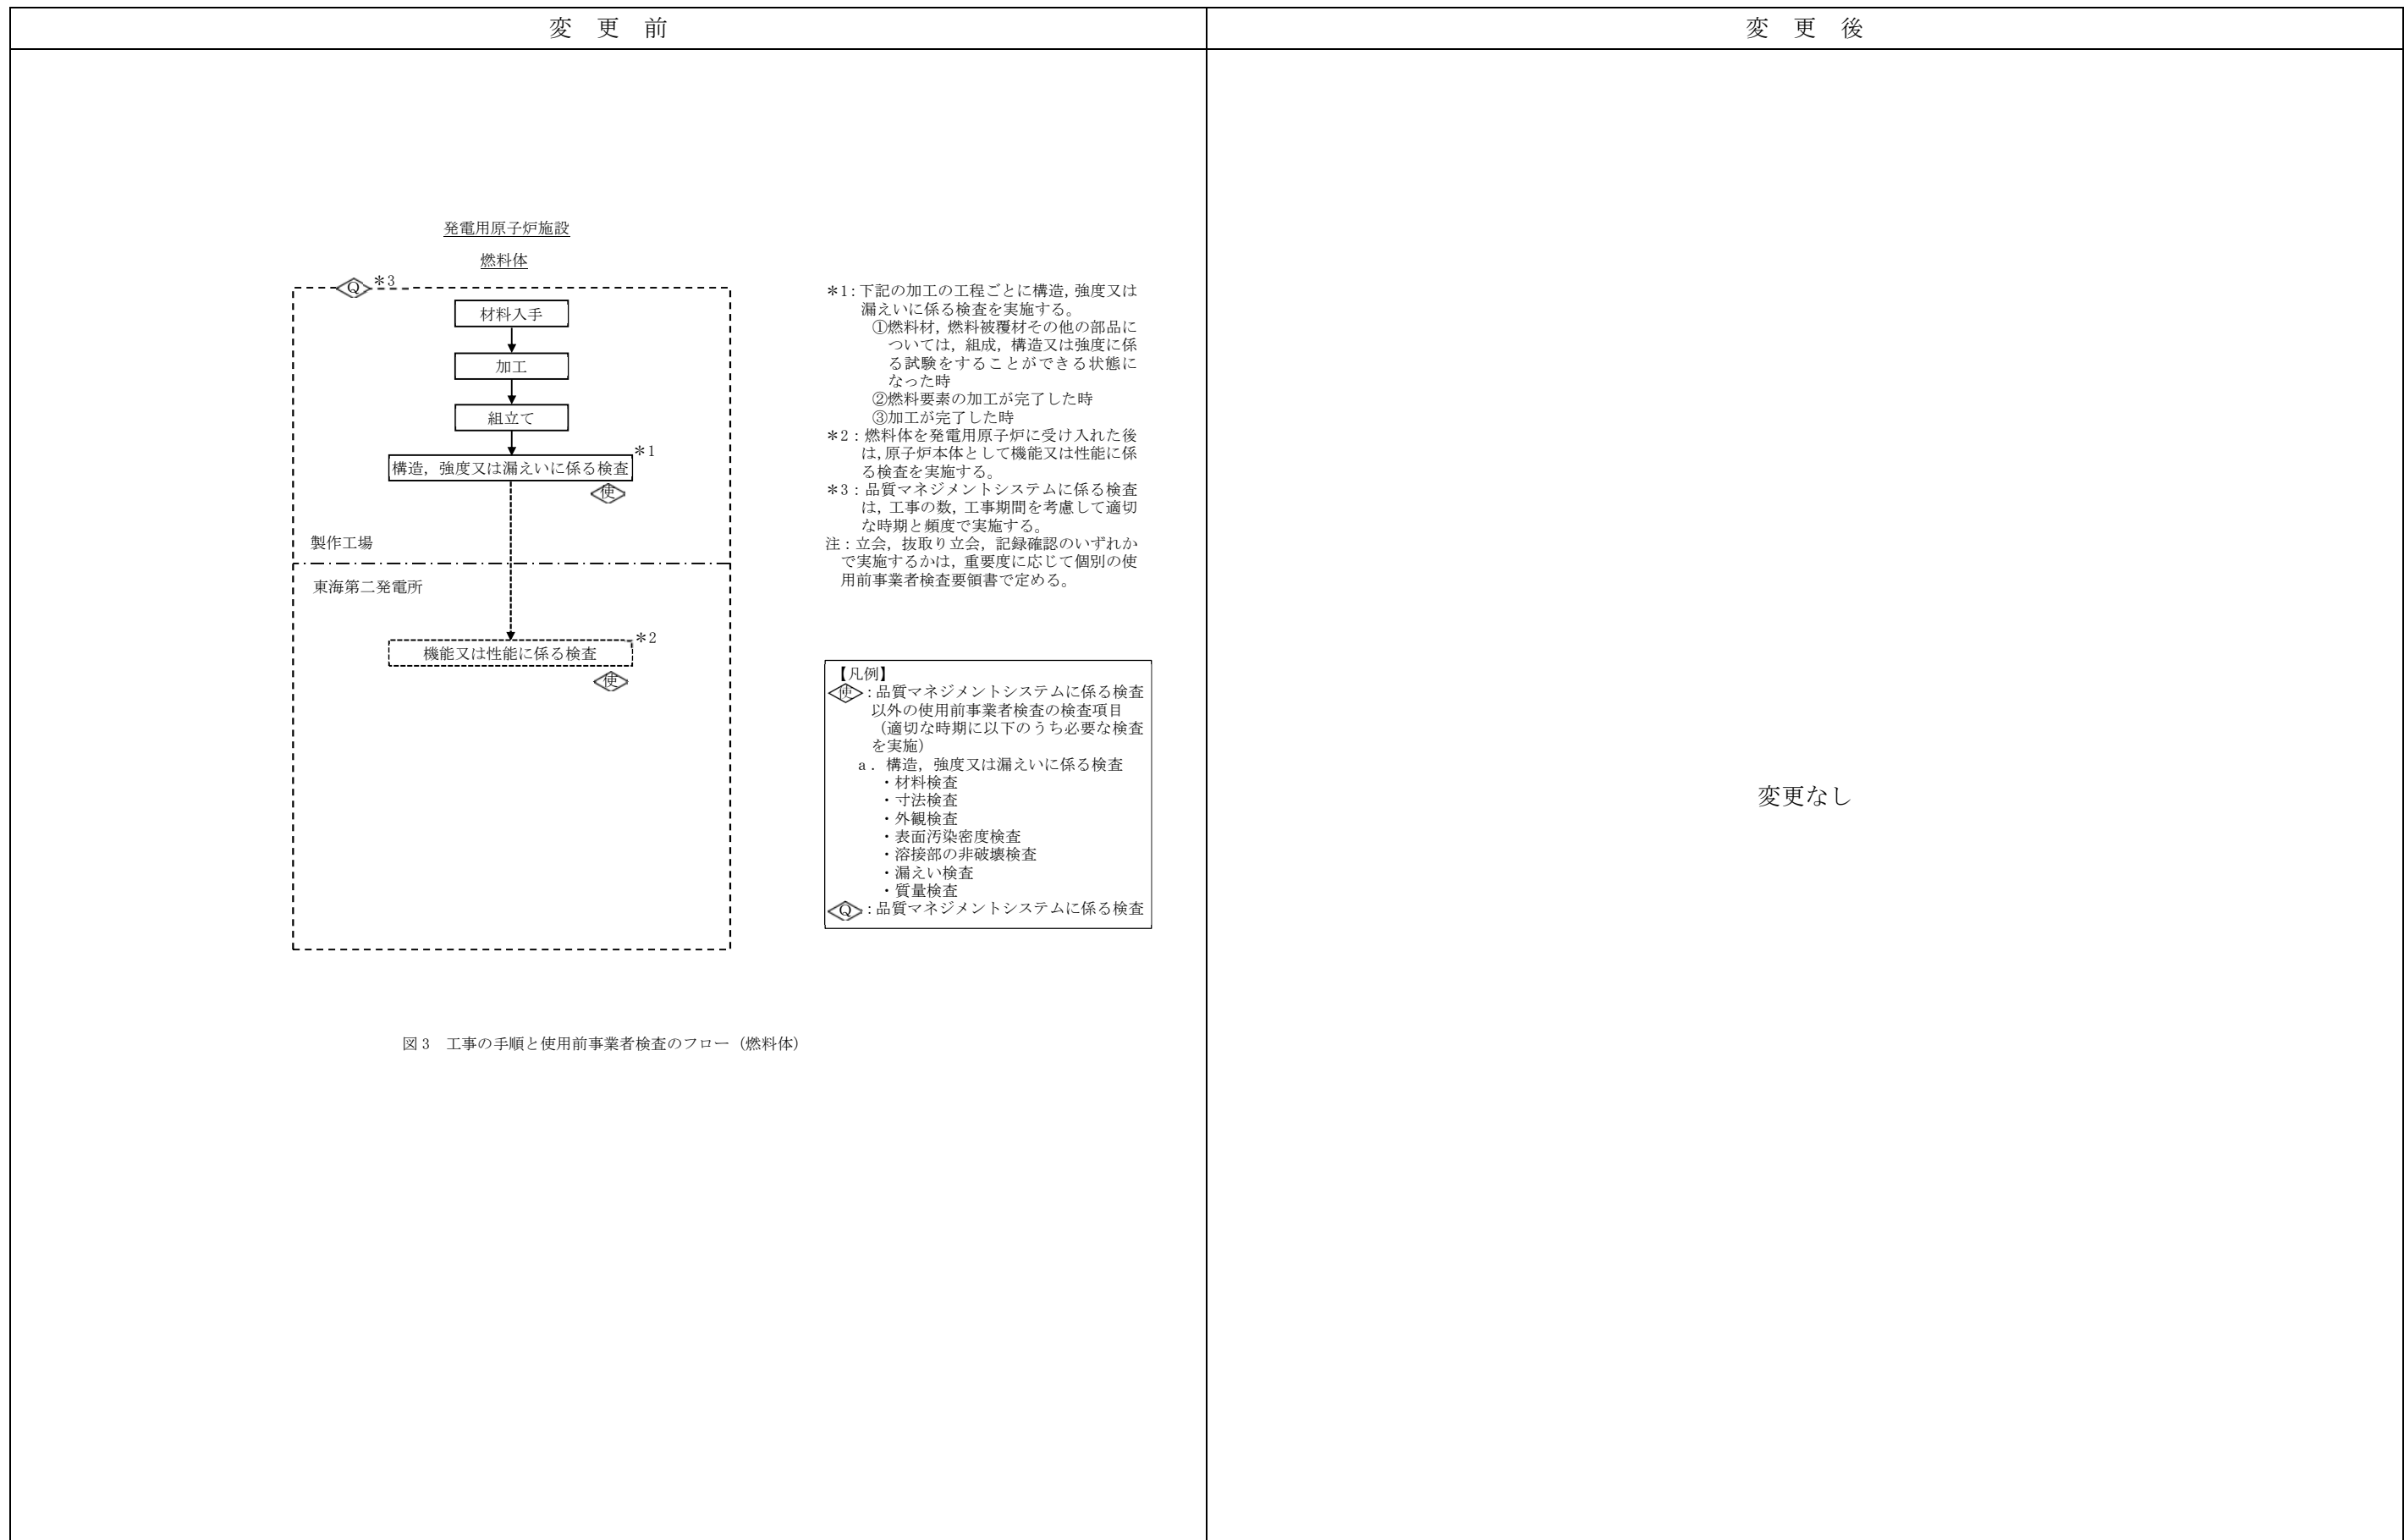 変 更 前
変 更 後
発電用原子炉施設
燃料体
Q
*3
材料入手
加工
組立て
*1
構造，強度又は漏えいに係る検査
使
製作工場
東海第二発電所
*2
機能又は性能に係る検査
使
*1：下記の加工の工程ごとに構造，強度又は
漏えいに係る検査を実施する。
①燃料材，燃料被覆材その他の部品に
ついては，組成，構造又は強度に係
る試験をすることができる状態に
なった時
②燃料要素の加工が完了した時
③加工が完了した時
*2：燃料体を発電用原子炉に受け入れた後
は，原子炉本体として機能又は性能に係
る検査を実施する。
*3：品質マネジメントシステムに係る検査
は，工事の数，工事期間を考慮して適切
な時期と頻度で実施する。
注：立会，抜取り立会，記録確認のいずれか
で実施するかは，重要度に応じて個別の使
用前事業者検査要領書で定める。
【凡例】
使：品質マネジメントシステムに係る検査
以外の使用前事業者検査の検査項目
（適切な時期に以下のうち必要な検査
を実施）
a．構造，強度又は漏えいに係る検査
・材料検査
・寸法検査
・外観検査
・表面汚染密度検査
・溶接部の非破壊検査
・漏えい検査
・質量検査
Q：品質マネジメントシステムに係る検査
図3 工事の手順と使用前事業者検査のフロー（燃料体）
変更なし